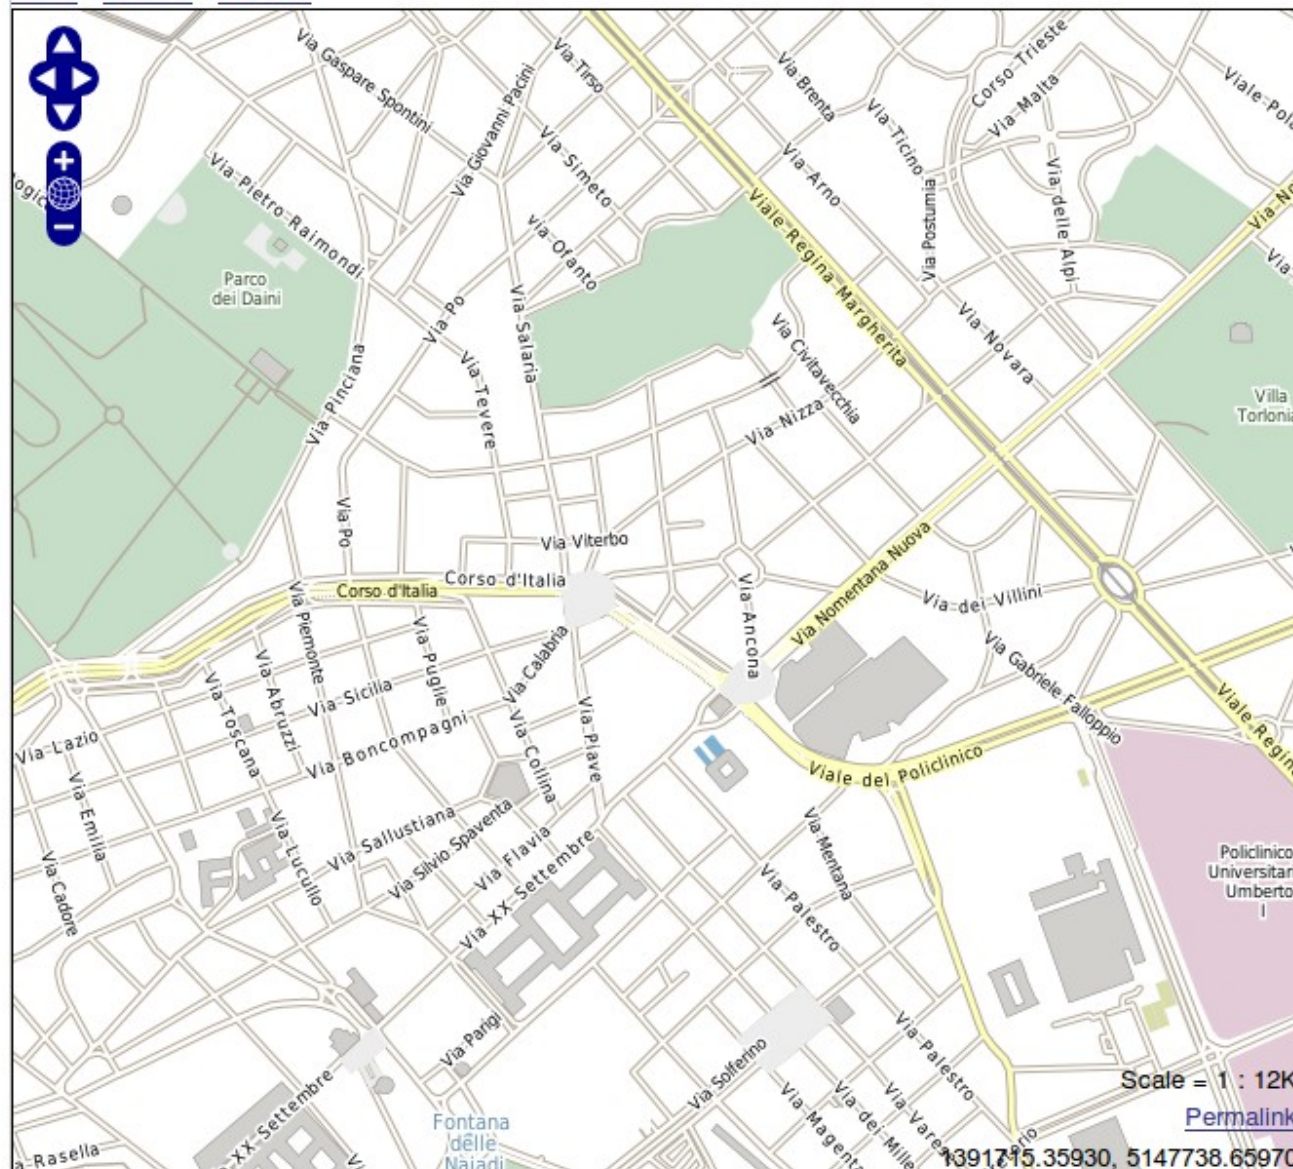 Via Gaspare Spontini
Via Tirso
Via Brenta
Corso Trieste
Via Malta
Via Giovanni Pacini
Via Ticino
Via Simeto
Via Arno
Via Pietro Raimondi
Via Postumia
Via delle Alpi
Viale Regina Margherita
Via Ofanto
Parco
dei Daini
Via Po
Via Salaria
Via Novara
Via Civitavecchia
Via Pinciana
Via Tevere
Via Nizza
Villa
Torlonia
Via Po
Via Viterbo
Corso d'Italia
Corso d'Italia
Via Nomentana Nuova
Via Ancona
Via dei Villini
Via Piemonte
Via Puglie
Via Calabria
Via Gabriele Falloppio
Via Abruzzi
Via Toscana
Via Sicilia
Via Lazio
Via Boncompagni
Via Collina
Via Piave
Viale del Policlinico
Via Emilia
Via Lucullo
Via Sallustiana
Via Silvio Spaventa
Via Flavia
Via XX Settembre
Via Mentana
Via Cadore
Via Palestro
Policlinico
Umberto
I
Via Parigi
Via Solferino
Via Palestro
Scale = 1 : 12K
Permalink
Fontana
delle
Naiadi
Via dei Mille
1391715.35930, 5147738.65970